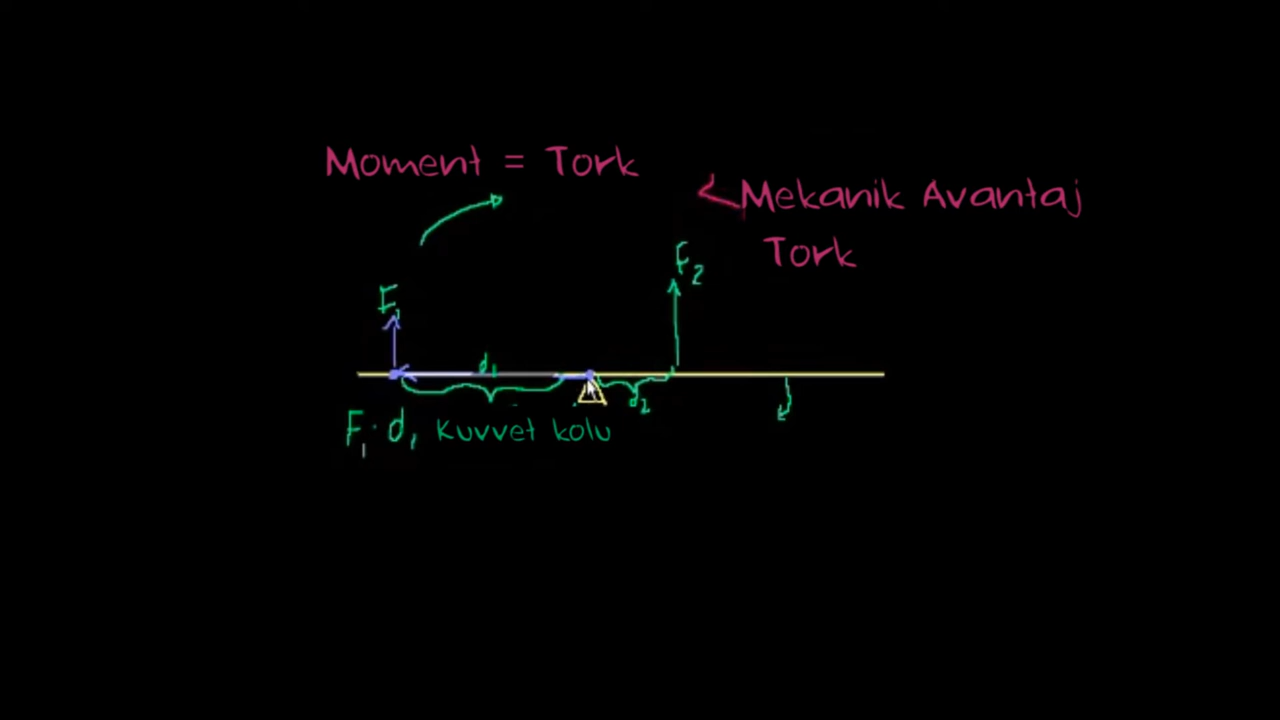 Moment = Tork
< Mekanik Avantaj
Tork
F2
F1
d1
d2
F1 · d1 Kuvvet kolu